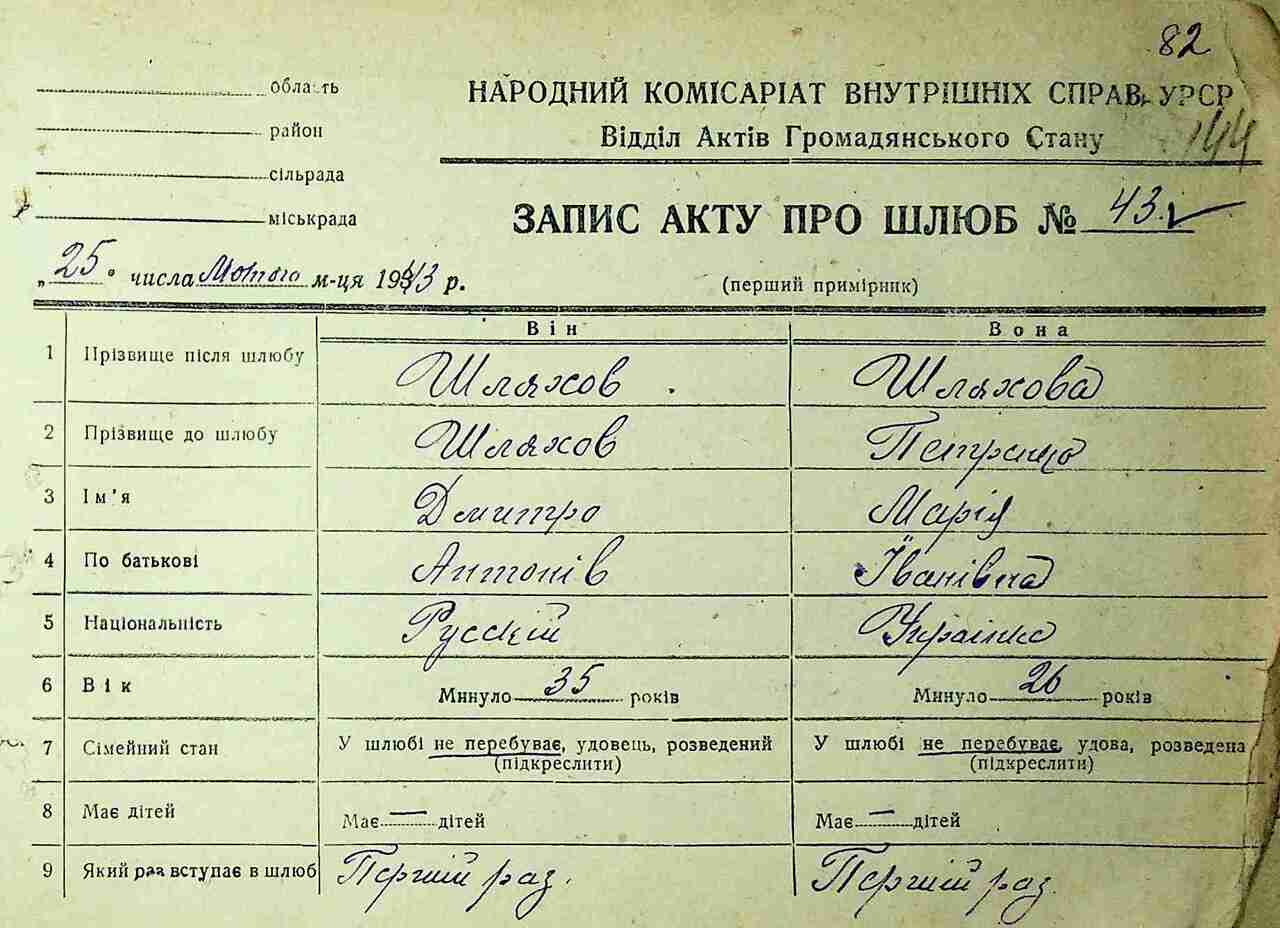 82
область
район
сільрада
міськрада
НАРОДНИЙ КОМІСАРІАТ ВНУТРІШНІХ СПРАВ УРСР
144
Відділ Актів Громадянського Стану
ЗАПИС АКТУ ПРО ШЛЮБ № 43
„25" числа Лютого м-ця 1943 р.
(перший примірник)
Він Вона
1 Прізвище після шлюбу Шляхов Шляхова
2 Прізвище до шлюбу Шляхов Петренко
3 Ім'я Дмитро Марія
4 По батькові Антонів Іванівна
5 Національність Русскій Українка
6 Вік Минуло 35 років Минуло 26 років
7 Сімейний стан У шлюбі не перебуває, удовець, розведений У шлюбі не перебуває, удова, розведена
(підкреслити) (підкреслити)
8 Має дітей Має — дітей Має — дітей
9 Який раз вступає в шлюб Перший раз. Перший раз.